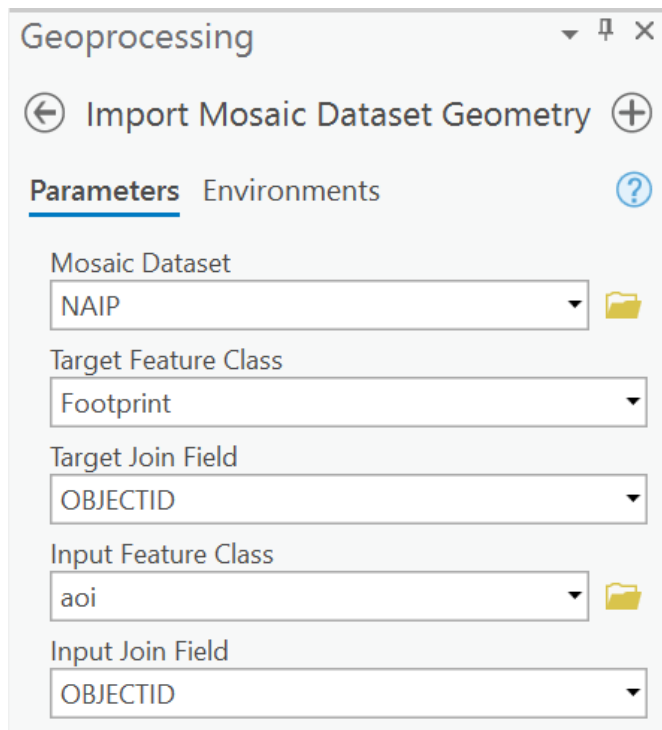 Geoprocessing
Import Mosaic Dataset Geometry
Parameters Environments
Mosaic Dataset
NAIP
Target Feature Class
Footprint
Target Join Field
OBJECTID
Input Feature Class
aoi
Input Join Field
OBJECTID